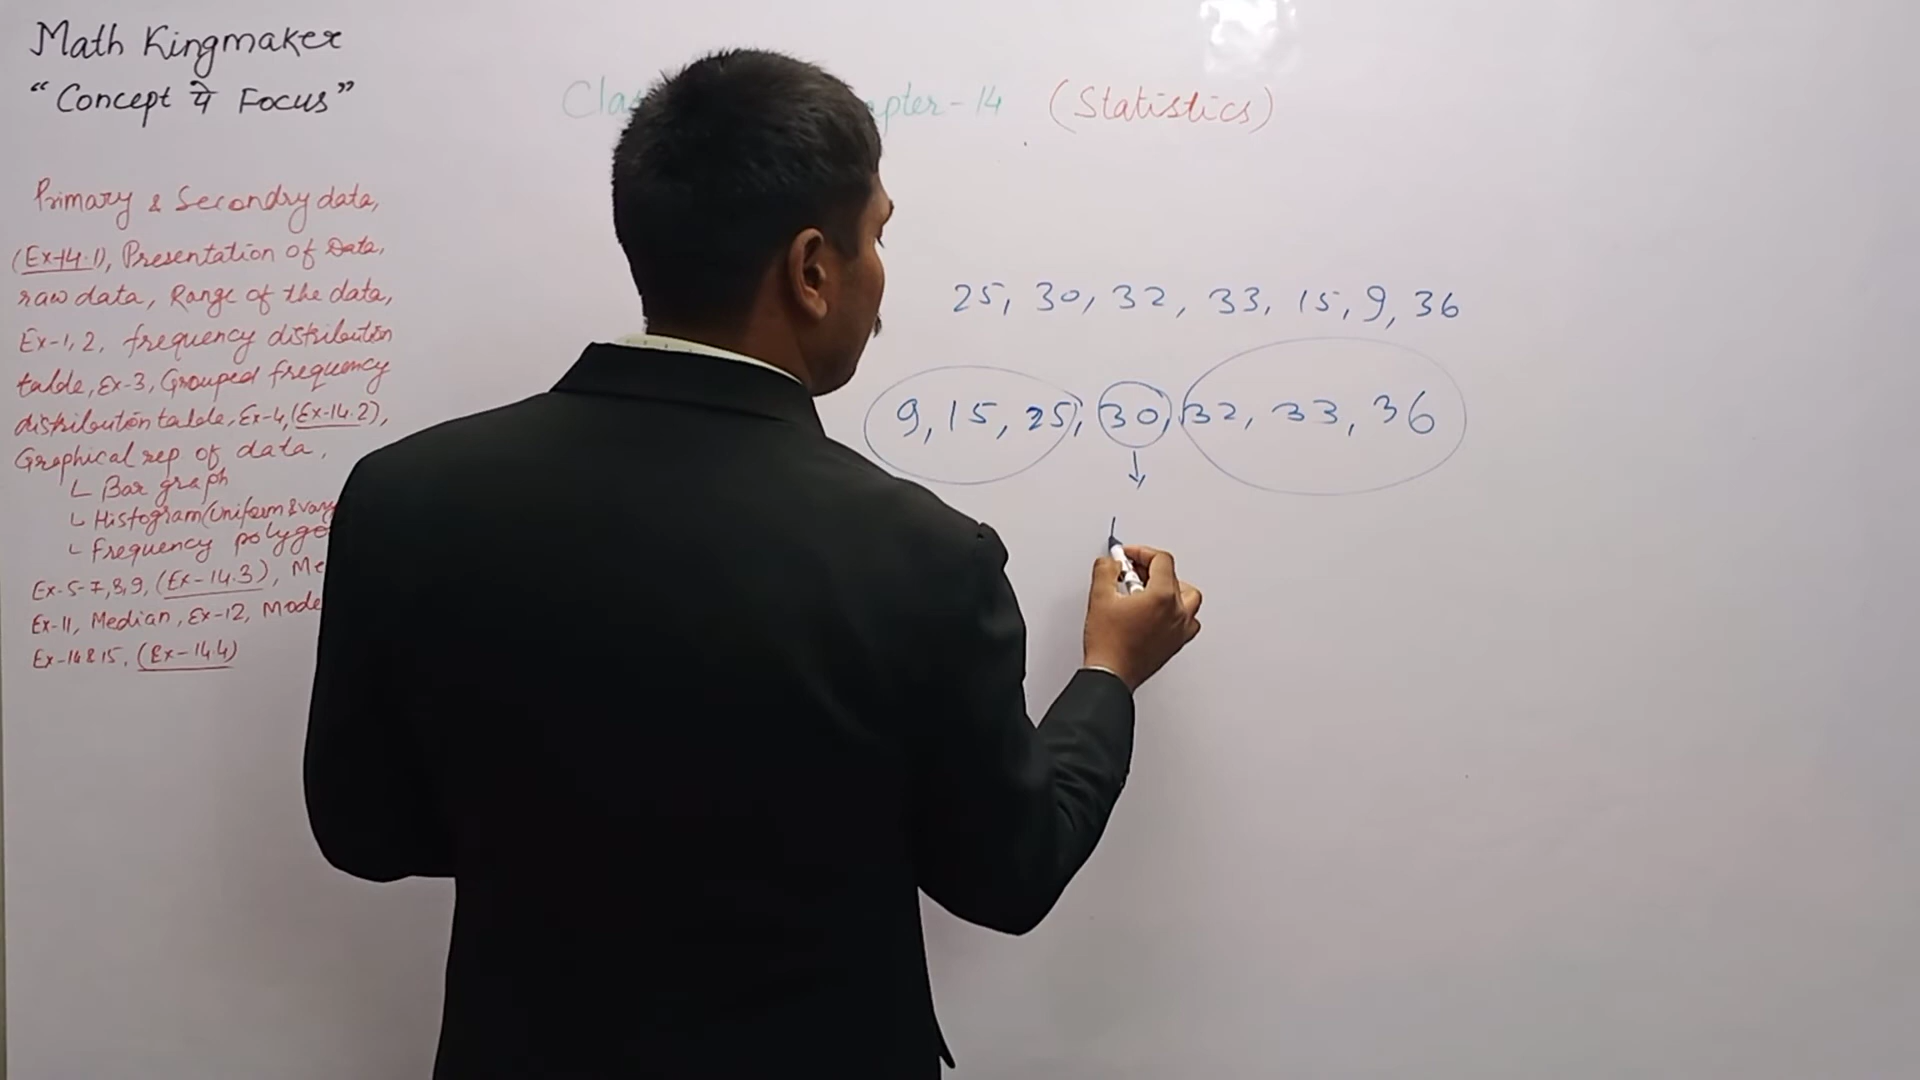 Math Kingmaker
"Concept पे Focus"
Chapter-14 (Statistics)
Primary & Secondry data,
(Ex-14.1), Presentation of Data,
raw data, Range of the data,
Ex-1, 2, frequency distribution
table, Ex-3, Grouped frequency
distribution table, Ex-4, (Ex-14.2),
Graphical rep of data,
Bar graph
Histogram (Uniform &
Frequency
Ex-5-7,8,9, (Ex-14.3),
Ex-11, Median, Ex-12, Mode
Ex-14 & 15, (Ex-14.4)
25, 30, 32, 33, 15, 9, 36
9, 15, 25, 30, 32, 33, 36